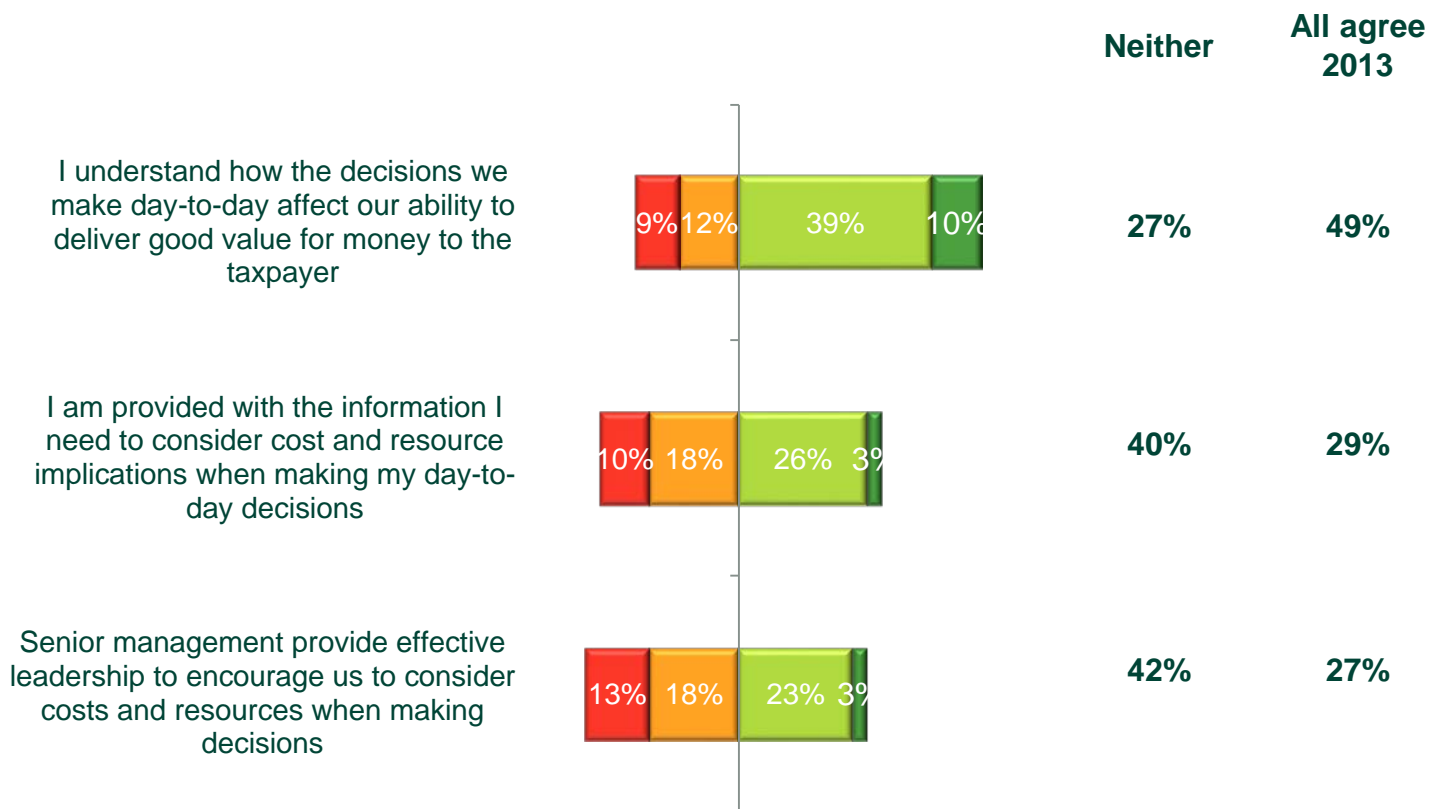 Neither
All agree
2013
I understand how the decisions we
make day-to-day affect our ability to
deliver good value for money to the
taxpayer
9% 12% 39% 10%
27% 49%
I am provided with the information I
need to consider cost and resource
implications when making my day-to-
day decisions
10% 18% 26% 3%
40% 29%
Senior management provide effective
leadership to encourage us to consider
costs and resources when making
decisions
13% 18% 23% 3%
42% 27%